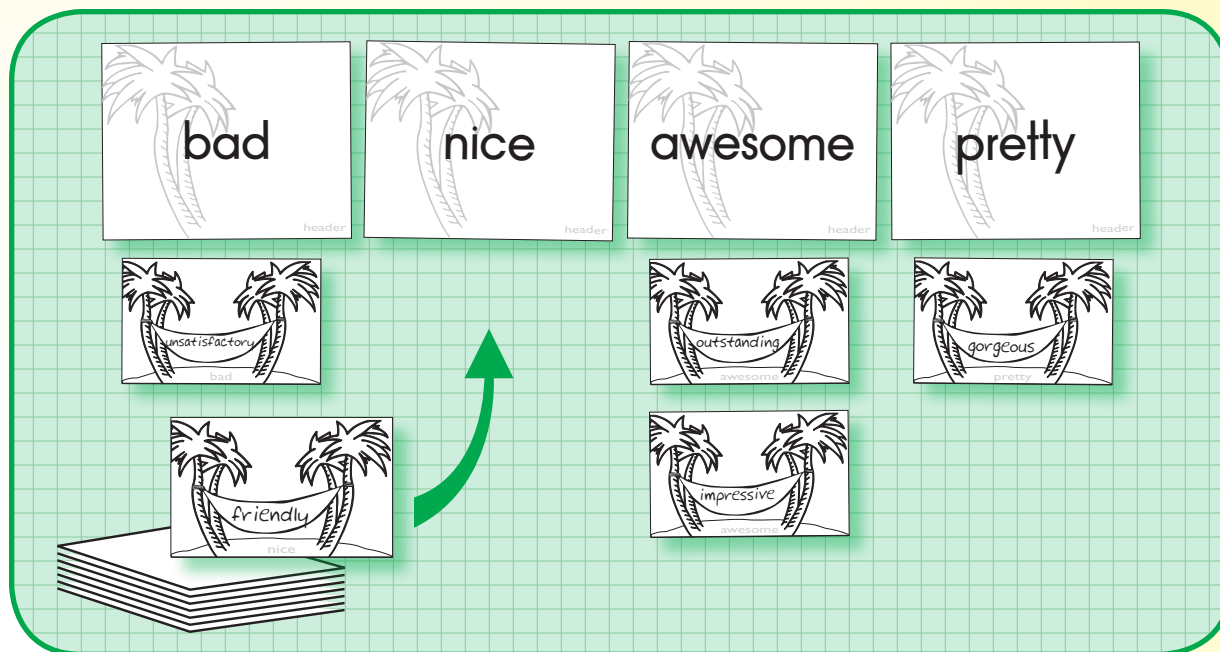 bad
header
nice
header
awesome
header
pretty
header
unsatisfactory
bad
outstanding
awesome
gorgeous
pretty
friendly
nice
impressive
awesome